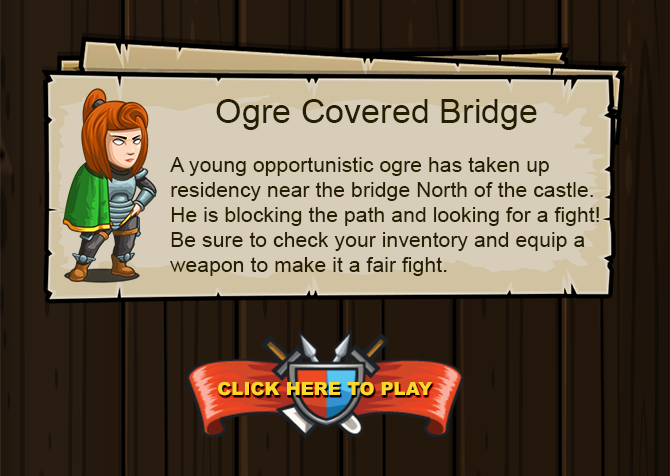 Ogre Covered Bridge
A young opportunistic ogre has taken up
residency near the bridge North of the castle.
He is blocking the path and looking for a fight!
Be sure to check your inventory and equip a
weapon to make it a fair fight.
CLICK HERE TO PLAY